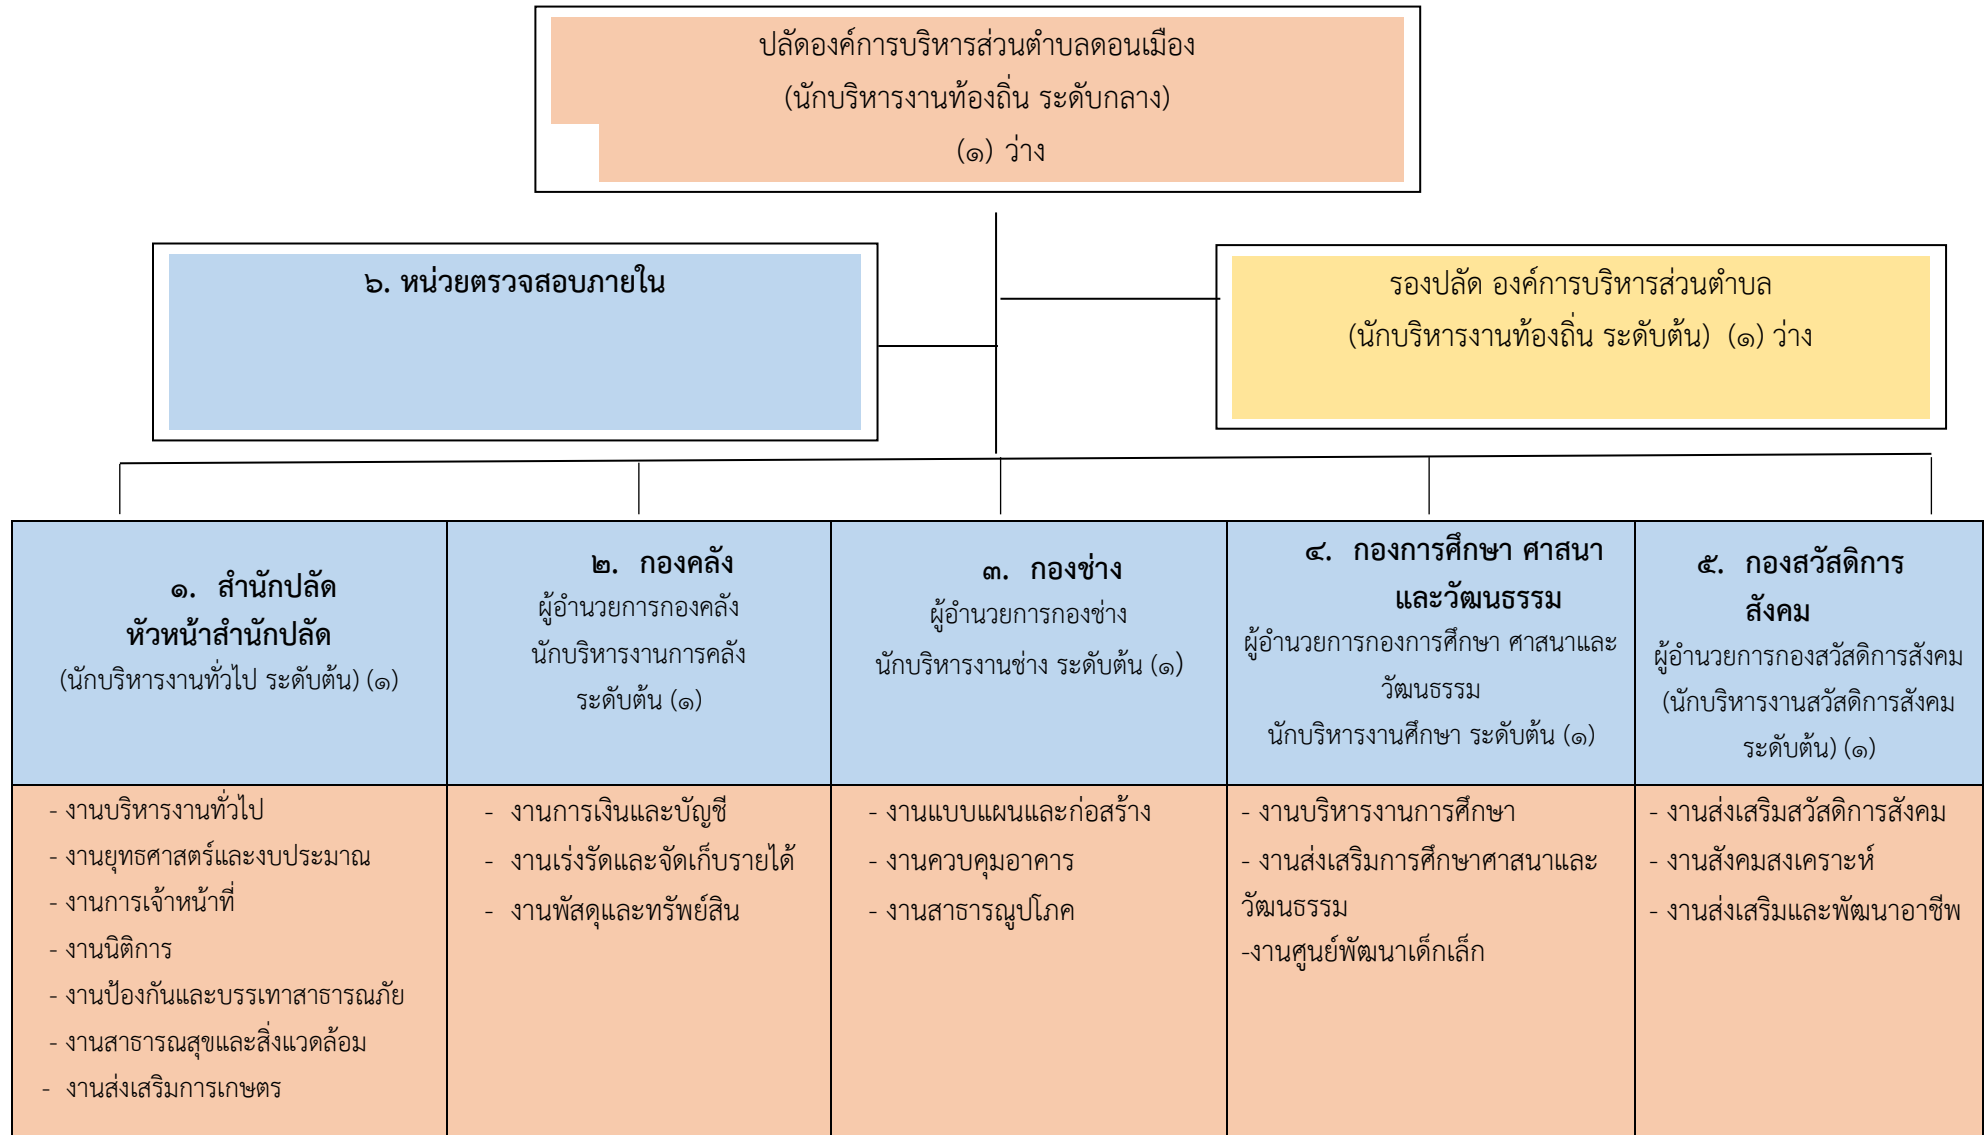 ปลัดองค์การบริหารส่วนตำบลดอนเมือง
(นักบริหารงานท้องถิ่น ระดับกลาง)
(๑) ว่าง
๖. หน่วยตรวจสอบภายใน
รองปลัด องค์การบริหารส่วนตำบล
(นักบริหารงานท้องถิ่น ระดับต้น) (๑) ว่าง
๑. สำนักปลัด
หัวหน้าสำนักปลัด
(นักบริหารงานทั่วไป ระดับต้น) (๑)
๒. กองคลัง
ผู้อำนวยการกองคลัง
นักบริหารงานการคลัง
ระดับต้น (๑)
๓. กองช่าง
ผู้อำนวยการกองช่าง
นักบริหารงานช่าง ระดับต้น (๑)
๔. กองการศึกษา ศาสนา
และวัฒนธรรม
ผู้อำนวยการกองการศึกษา ศาสนาและ
วัฒนธรรม
นักบริหารงานศึกษา ระดับต้น (๑)
๕. กองสวัสดิการ
สังคม
ผู้อำนวยการกองสวัสดิการสังคม
(นักบริหารงานสวัสดิการสังคม
ระดับต้น) (๑)
- งานบริหารงานทั่วไป
- งานยุทธศาสตร์และงบประมาณ
- งานการเจ้าหน้าที่
- งานนิติการ
- งานป้องกันและบรรเทาสาธารณภัย
- งานสาธารณสุขและสิ่งแวดล้อม
- งานส่งเสริมการเกษตร
- งานการเงินและบัญชี
- งานเร่งรัดและจัดเก็บรายได้
- งานพัสดุและทรัพย์สิน
- งานแบบแผนและก่อสร้าง
- งานควบคุมอาคาร
- งานสาธารณูปโภค
- งานบริหารงานการศึกษา
- งานส่งเสริมการศึกษาศาสนาและ
วัฒนธรรม
-งานศูนย์พัฒนาเด็กเล็ก
- งานส่งเสริมสวัสดิการสังคม
- งานสังคมสงเคราะห์
- งานส่งเสริมและพัฒนาอาชีพ